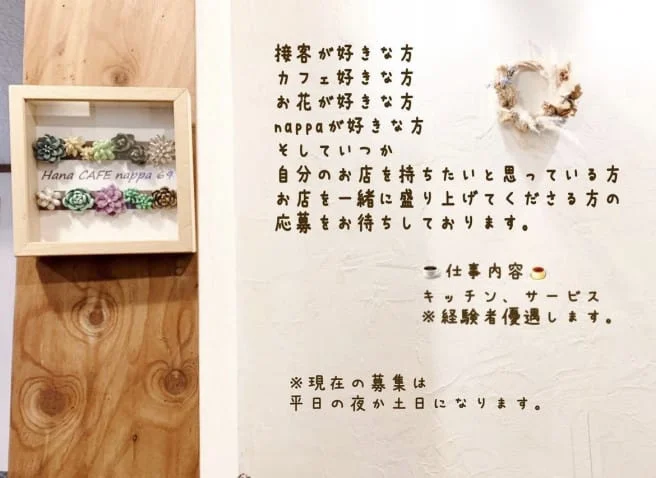 Hana CAFE nappa 69
接客が好きな方
カフェ好きな方
お花が好きな方
nappaが好きな方
そしていつか
自分のお店を持ちたいと思っている方
お店を一緒に盛り上げてくださる方の
応募をお待ちしております。
☕仕事内容🍮
キッチン、サービス
※経験者優遇します。
※現在の募集は
平日の夜か土日になります。